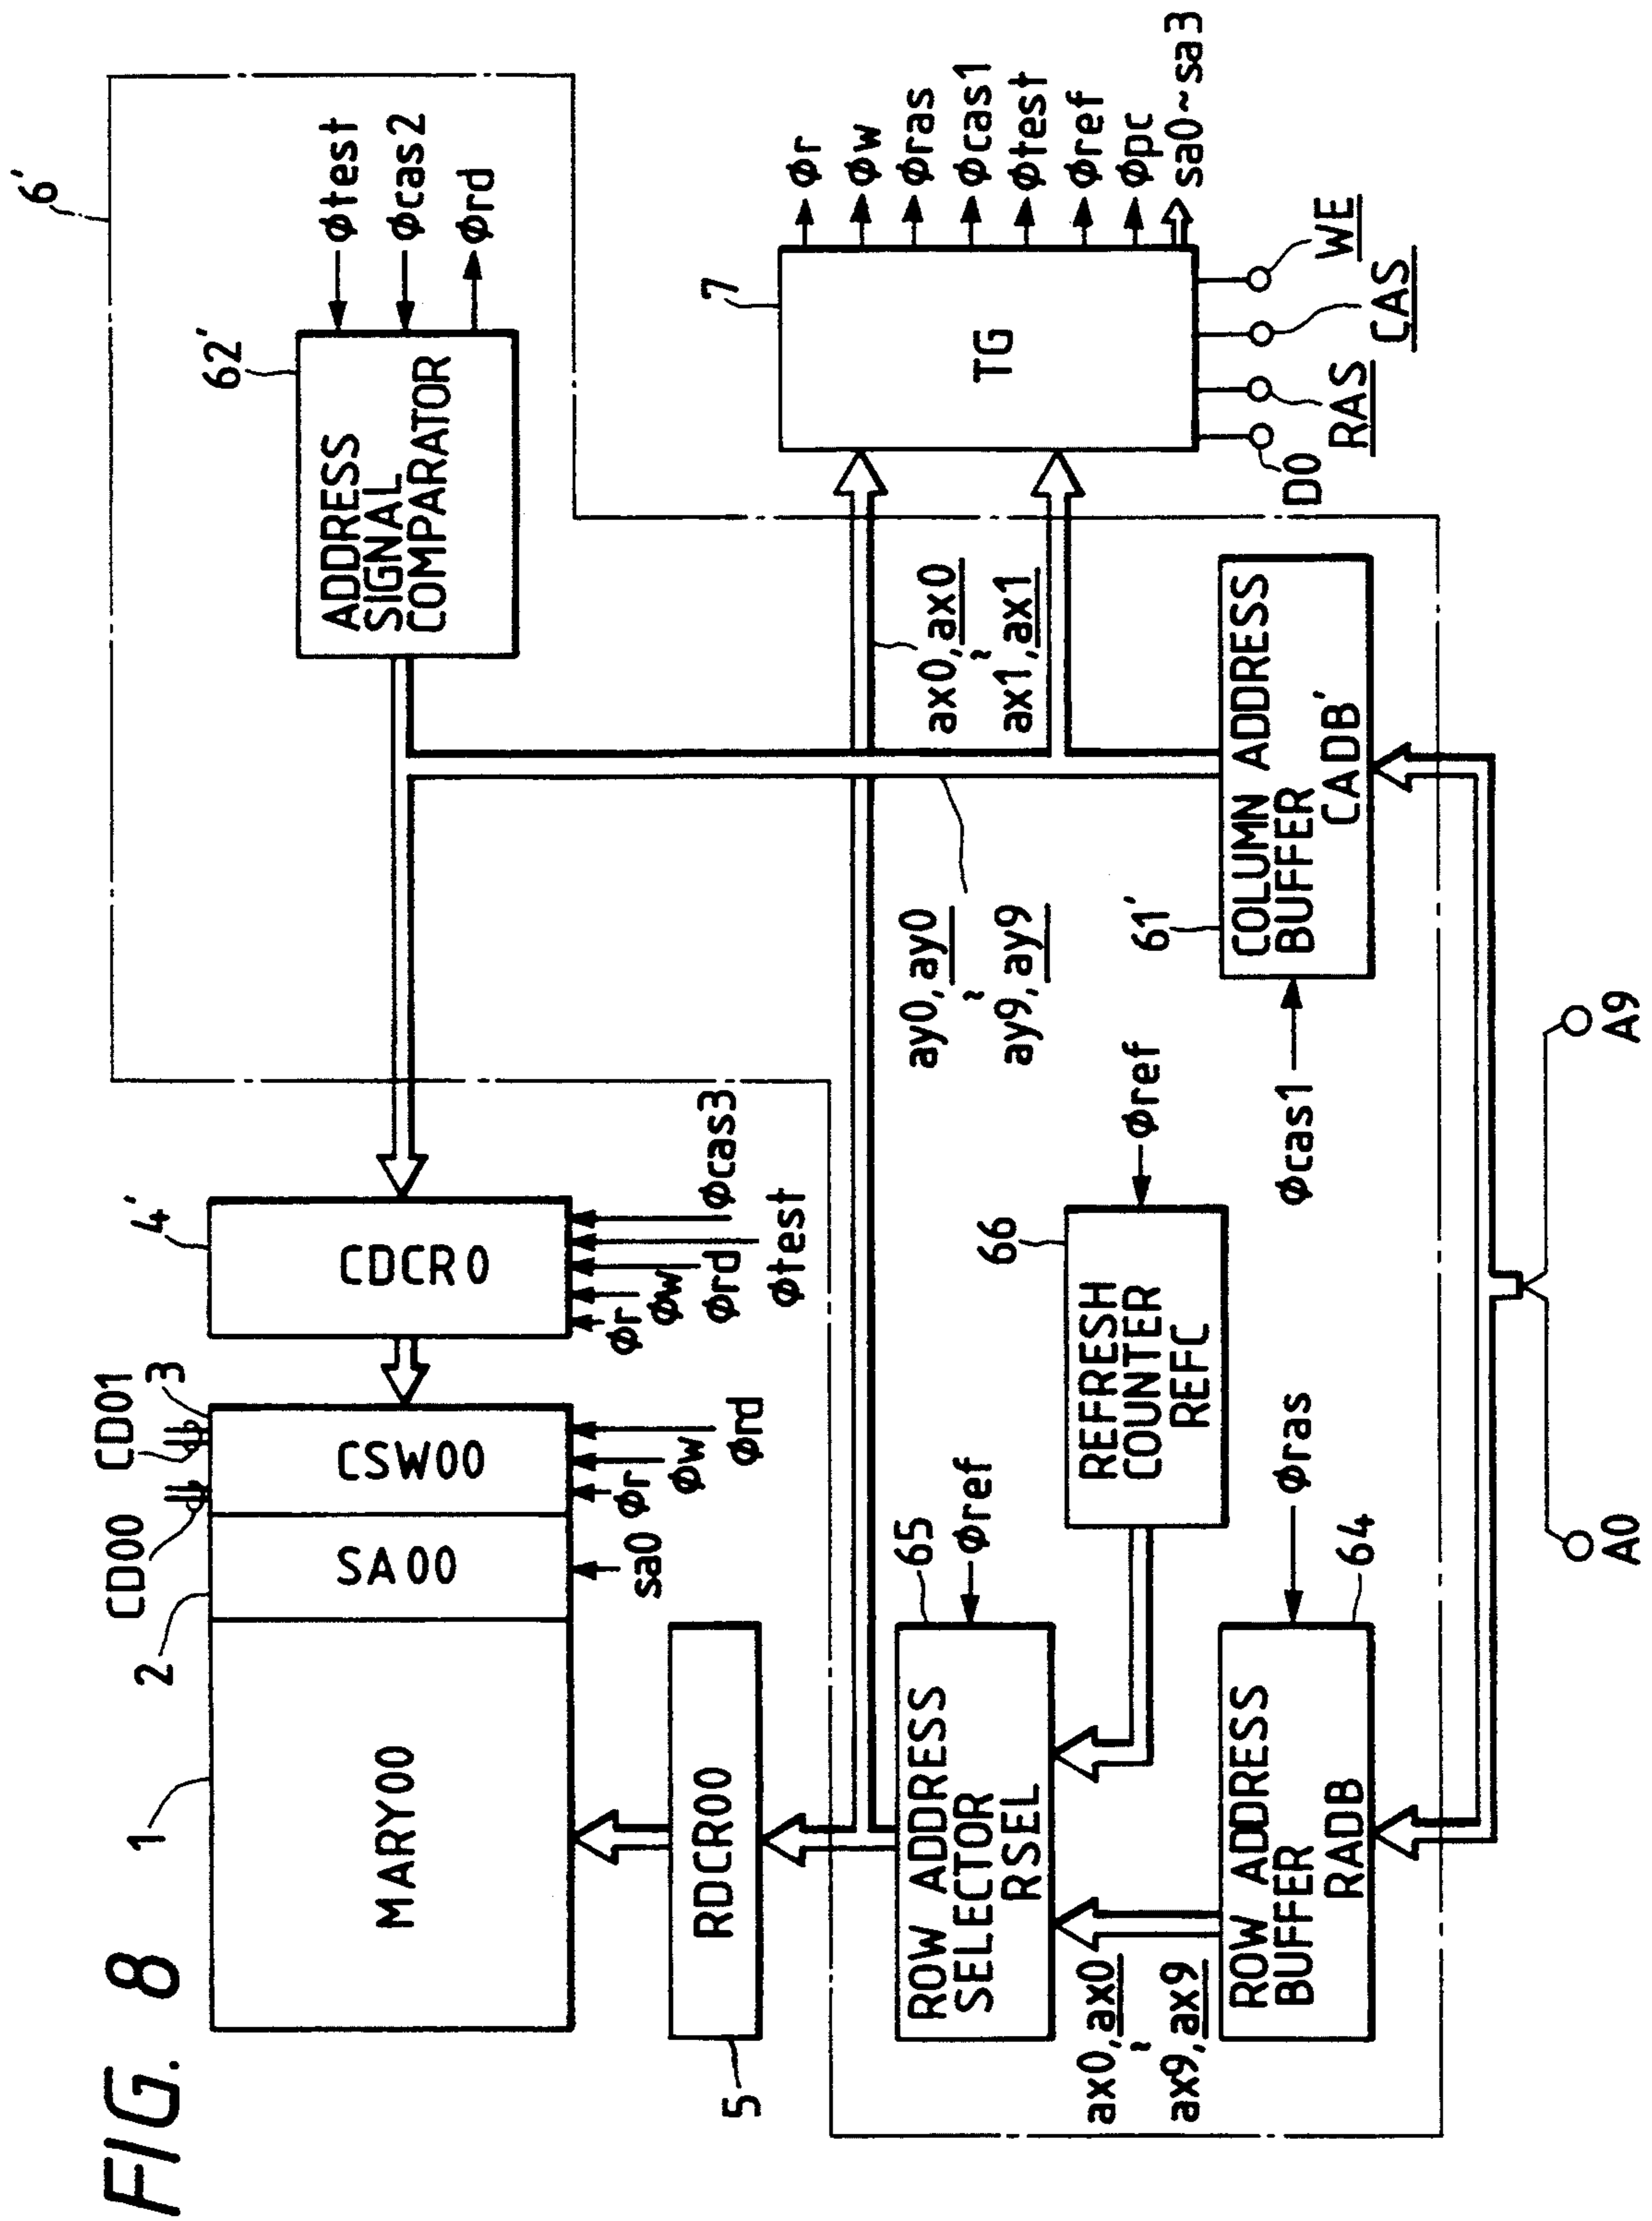 FIG. 8
1
2
CD00
CD01
3
4'
6'
MARY00
SA00
CSW00
CDCR0
sa0
φr
φw
φrd
φr
φw
φrd
φtest
φcas3
62'
ADDRESS
SIGNAL
COMPARATOR
φtest
φcas2
φrd
5
RDCR00
65
ROW ADDRESS
SELECTOR
RSEL
φref
66
REFRESH
COUNTER
REFC
φref
ay0, ay0
~
ay9, ay9
ax0, ax0
~
ax1, ax1
7
TG
φr
φw
φras
φcas1
φtest
φref
φpc
sa0~sa3
D0
RAS
CAS
WE
ax0, ax0
~
ax9, ax9
ROW ADDRESS
BUFFER
RADB
64
φras
φcas1
61'
COLUMN ADDRESS
BUFFER
CADB'
A0
A9